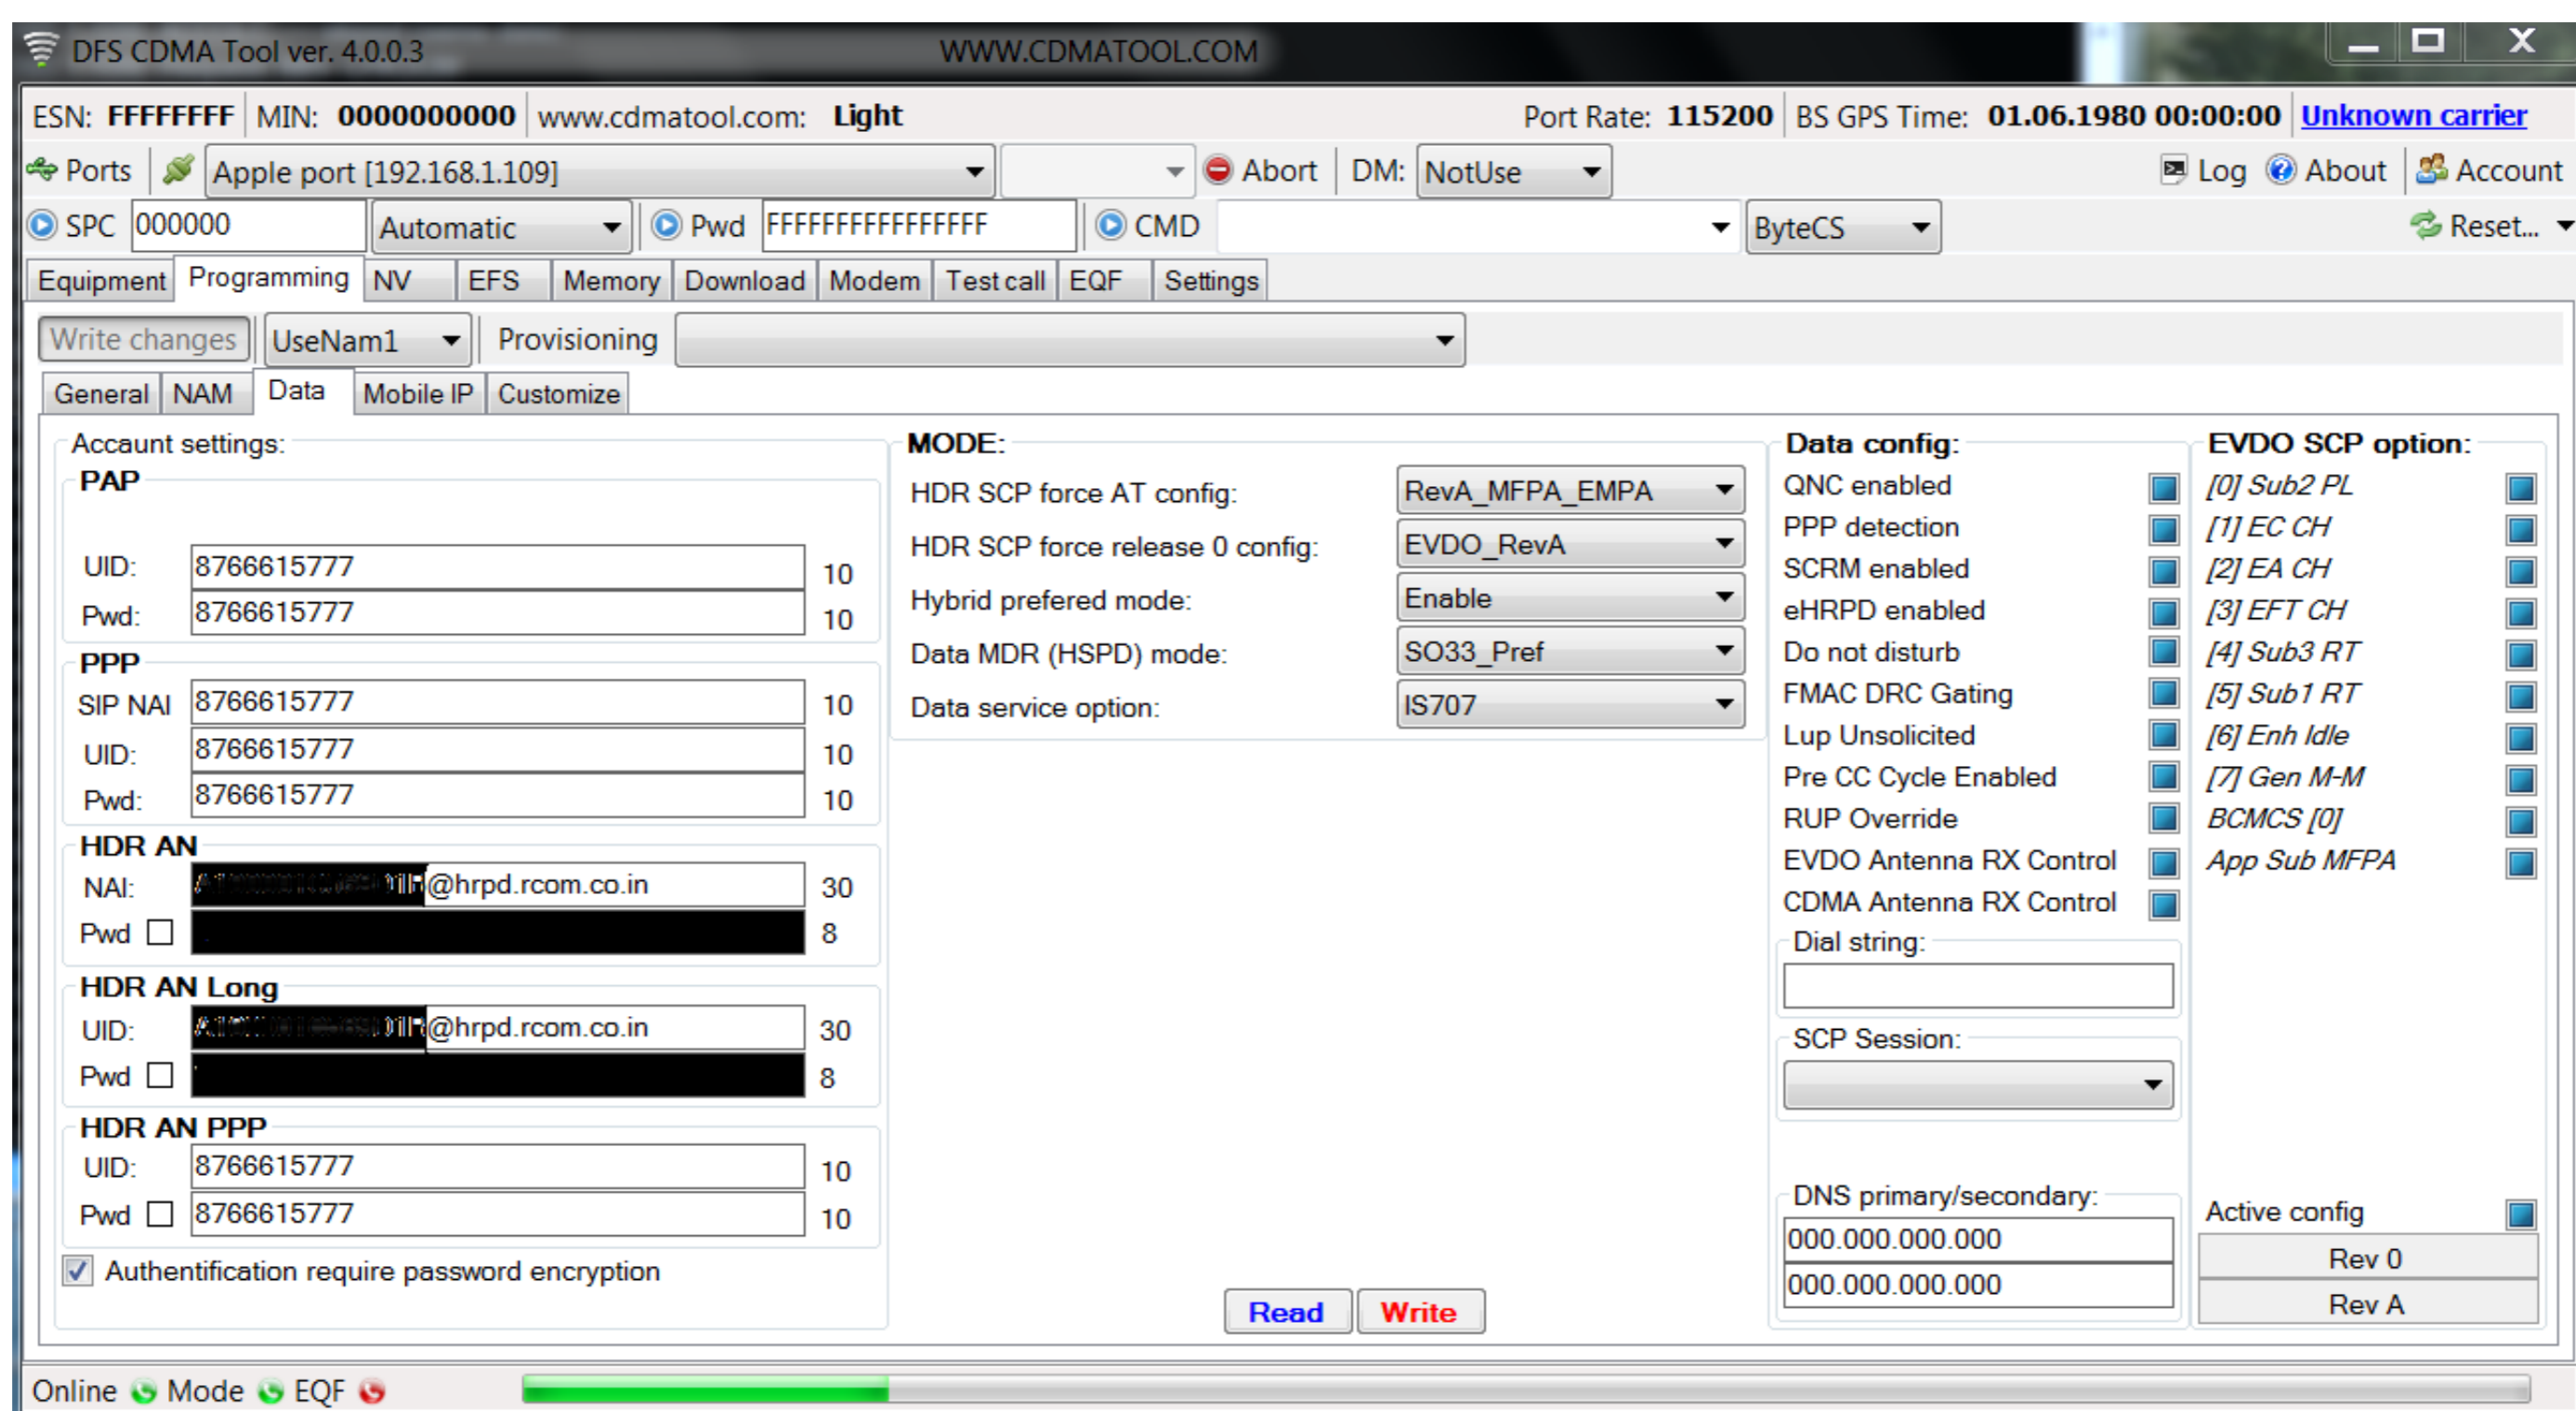 DFS CDMA Tool ver. 4.0.0.3 WWW.CDMATOOL.COM
ESN: FFFFFFFF MIN: 0000000000 www.cdmatool.com: Light Port Rate: 115200 BS GPS Time: 01.06.1980 00:00:00 Unknown carrier
Ports Apple port [192.168.1.109] Abort DM: NotUse Log About Account
SPC 000000 Automatic Pwd FFFFFFFFFFFFFFFF CMD ByteCS Reset...
Equipment Programming NV EFS Memory Download Modem Test call EQF Settings
Write changes UseNam1 Provisioning
General NAM Data Mobile IP Customize
Accaunt settings:
PAP
UID: 8766615777 10
Pwd: 8766615777 10
PPP
SIP NAI 8766615777 10
UID: 8766615777 10
Pwd: 8766615777 10
HDR AN
NAI: @hrpd.rcom.co.in 30
Pwd 8
HDR AN Long
UID: @hrpd.rcom.co.in 30
Pwd 8
HDR AN PPP
UID: 8766615777 10
Pwd 8766615777 10
Authentification require password encryption
MODE:
HDR SCP force AT config: RevA_MFPA_EMPA
HDR SCP force release 0 config: EVDO_RevA
Hybrid prefered mode: Enable
Data MDR (HSPD) mode: SO33_Pref
Data service option: IS707
Read Write
Data config:
QNC enabled
PPP detection
SCRM enabled
eHRPD enabled
Do not disturb
FMAC DRC Gating
Lup Unsolicited
Pre CC Cycle Enabled
RUP Override
EVDO Antenna RX Control
CDMA Antenna RX Control
Dial string:
SCP Session:
DNS primary/secondary:
000.000.000.000
000.000.000.000
EVDO SCP option:
[0] Sub2 PL
[1] EC CH
[2] EA CH
[3] EFT CH
[4] Sub3 RT
[5] Sub1 RT
[6] Enh Idle
[7] Gen M-M
BCMCS [0]
App Sub MFPA
Active config
Rev 0
Rev A
Online Mode EQF